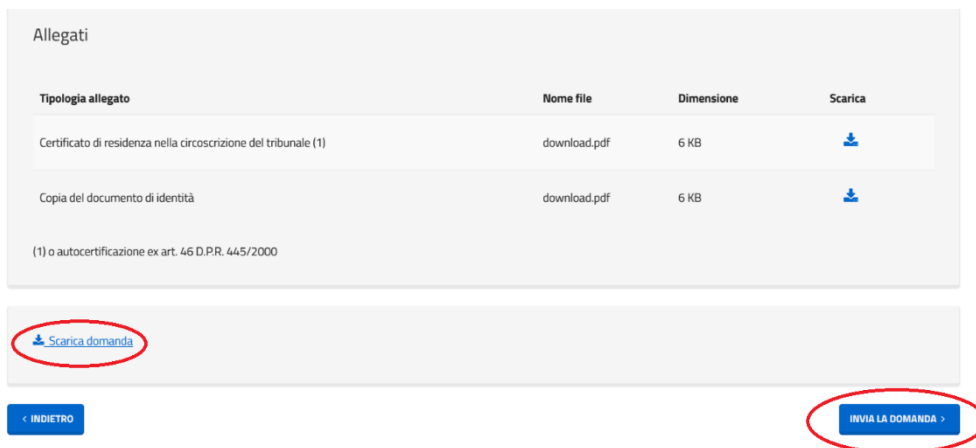 Allegati
Tipologia allegato Nome file Dimensione Scarica
Certificato di residenza nella circoscrizione del tribunale (1) download.pdf 6 KB
Copia del documento di identità download.pdf 6 KB
(1) o autocertificazione ex art. 46 D.P.R. 445/2000
Scarica domanda
< INDIETRO INVIA LA DOMANDA >